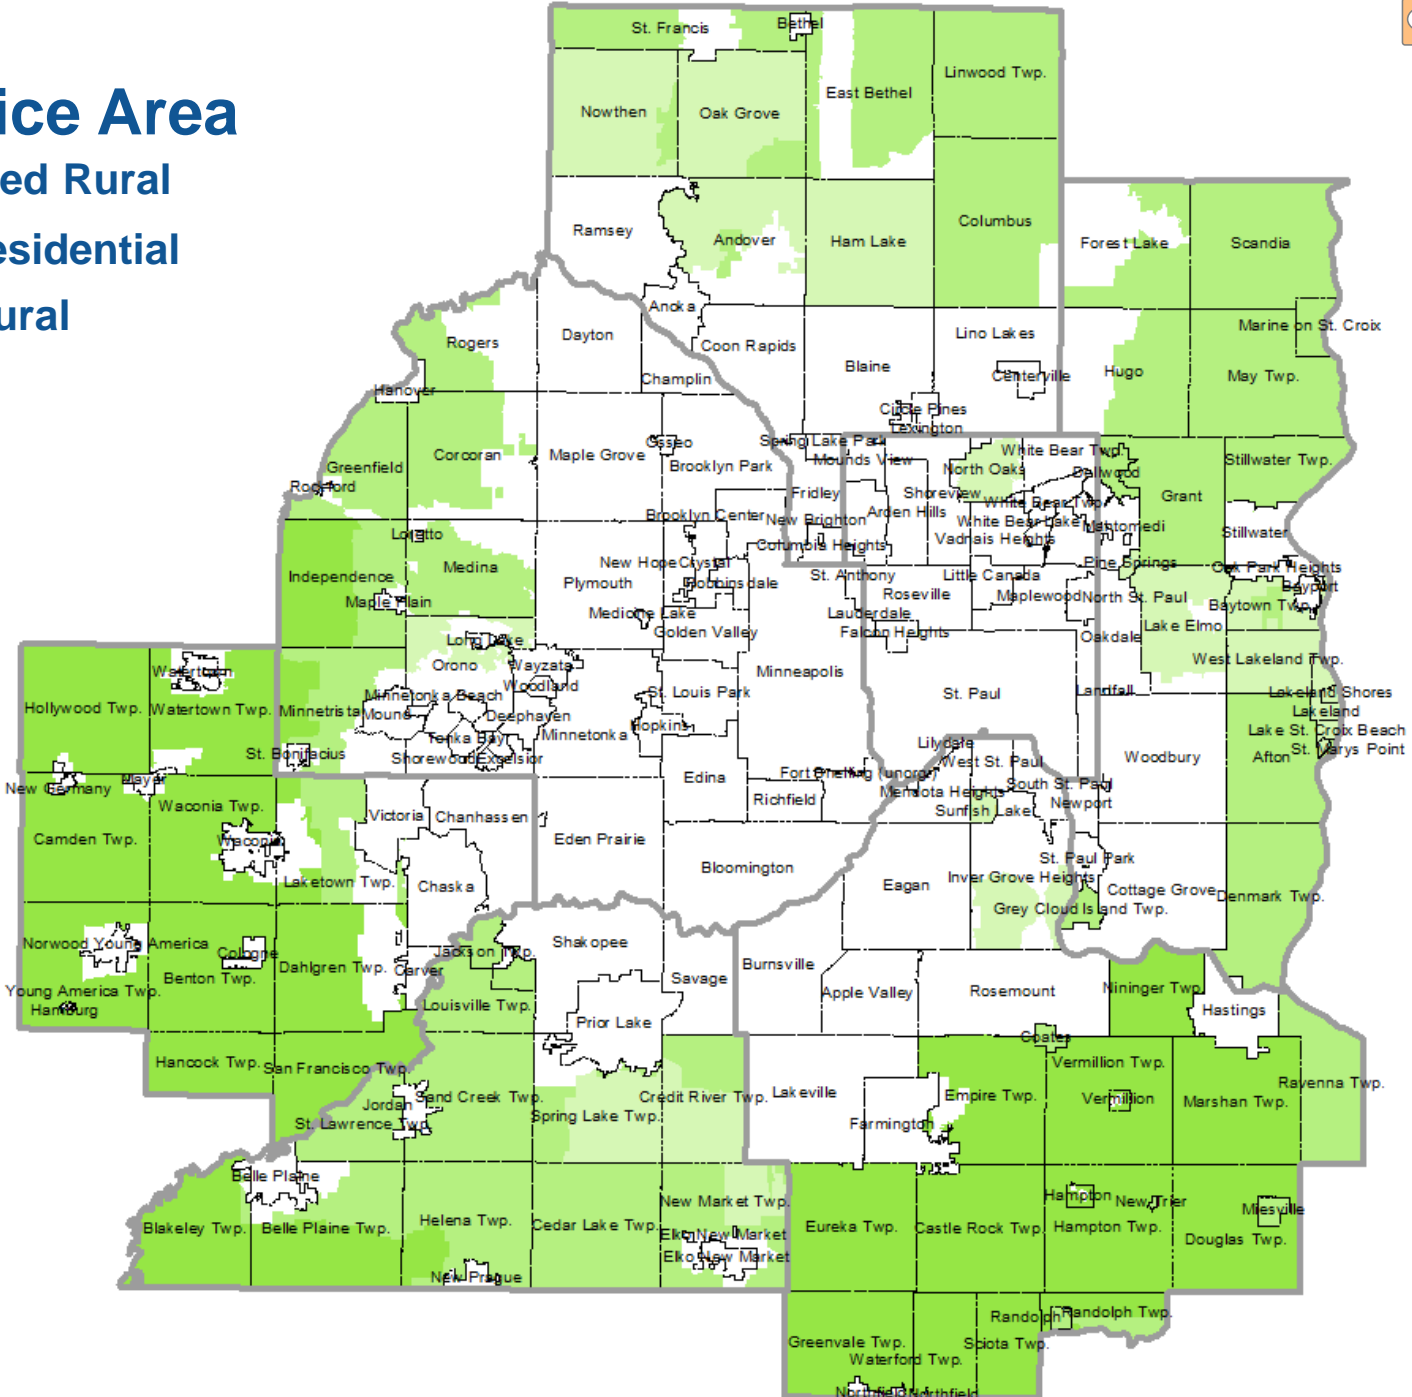 ice Area
ed Rural
esidential
ural
St. Francis
Bethel
Linwood Twp.
East Bethel
Nowthen
Oak Grove
Columbus
Ramsey
Andover
Ham Lake
Forest Lake
Scandia
Anoka
Marine on St. Croix
Rogers
Dayton
Coon Rapids
Lino Lakes
Blaine
Hugo
Centerville
May Twp.
Champlin
Hanover
Circle Pines
Lexington
Osseo
Spring Lake Park
White Bear Twp.
Corcoran
Maple Grove
Mounds View
Stillwater Twp.
Greenfield
Brooklyn Park
North Oaks
Dellwood
Rockford
Fridley
Shoreview
Grant
White Bear Twp.
Arden Hills
Brooklyn Center
New Brighton
White Bear Lake
Mahtomedi
Stillwater
Loretto
Columbia Heights
Vadnais Heights
New Hope
Crystal
Pine Springs
Medina
Oak Park Heights
Independence
Plymouth
Robbinsdale
St. Anthony
Little Canada
Bayport
Roseville
Maplewood
North St. Paul
Maple Plain
Baytown Twp.
Medicine Lake
Lauderdale
Lake Elmo
Golden Valley
Falcon Heights
Oakdale
Long Lake
Orono
Wayzata
West Lakeland Twp.
Minneapolis
Watertown
Woodland
St. Louis Park
St. Paul
Landfall
Lakeland Shores
Minnetonka Beach
Hollywood Twp.
Watertown Twp.
Minnetrista
Mound
Lakeland
Deephaven
Hopkins
Lake St. Croix Beach
Tonka Bay
Minnetonka
Lilydale
St. Marys Point
St. Bonifacius
Shorewood
Excelsior
West St. Paul
Woodbury
Afton
Mayer
Edina
Fort Snelling (unorg.)
New Germany
South St. Paul
Mendota Heights
Richfield
Newport
Waconia Twp.
Sunfish Lake
Victoria
Chanhassen
Camden Twp.
Waconia
Eden Prairie
St. Paul Park
Bloomington
Inver Grove Heights
Laketown Twp.
Chaska
Eagan
Cottage Grove
Denmark Twp.
Grey Cloud Island Twp.
Norwood Young America
Shakopee
Cologne
Jackson Twp.
Dahlgren Twp.
Carver
Burnsville
Benton Twp.
Savage
Young America Twp.
Apple Valley
Rosemount
Nininger Twp.
Louisville Twp.
Hamburg
Hastings
Prior Lake
Coates
Hancock Twp.
San Francisco Twp.
Vermillion Twp.
Ravenna Twp.
Sand Creek Twp.
Credit River Twp.
Lakeville
Empire Twp.
Vermillion
Marshan Twp.
Jordan
Spring Lake Twp.
St. Lawrence Twp.
Farmington
Belle Plaine
New Market Twp.
Hampton
New Trier
Miesville
Blakeley Twp.
Belle Plaine Twp.
Helena Twp.
Cedar Lake Twp.
Eureka Twp.
Castle Rock Twp.
Hampton Twp.
Elko New Market
Douglas Twp.
Elko New Market
New Prague
Randolph
Randolph Twp.
Greenvale Twp.
Sciota Twp.
Waterford Twp.
Northfield
Northfield